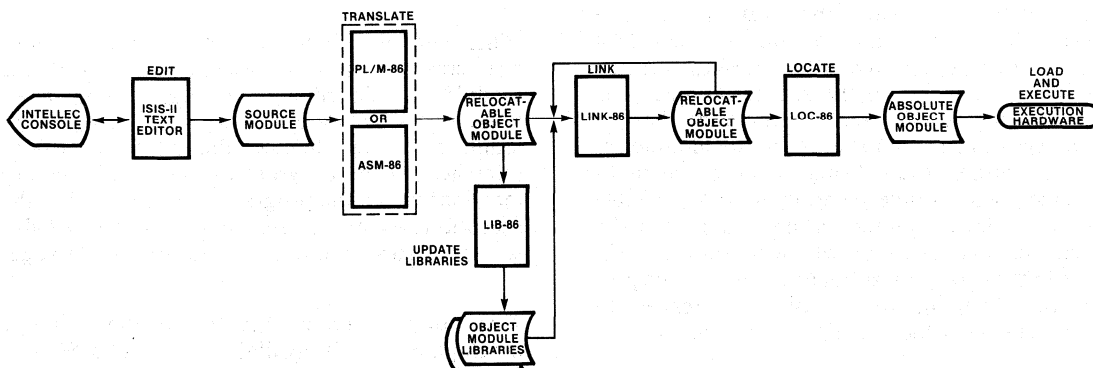 TRANSLATE
PL/M-86
OR
ASM-86
EDIT
ISIS-II
TEXT
EDITOR
INTELLEC
CONSOLE
SOURCE
MODULE
RELOCAT-
ABLE
OBJECT
MODULE
LINK
LINK-86
RELOCAT-
ABLE
OBJECT
MODULE
LOCATE
LOC-86
ABSOLUTE
OBJECT
MODULE
LOAD
AND
EXECUTE
EXECUTION
HARDWARE
LIB-86
UPDATE
LIBRARIES
OBJECT
MODULE
LIBRARIES